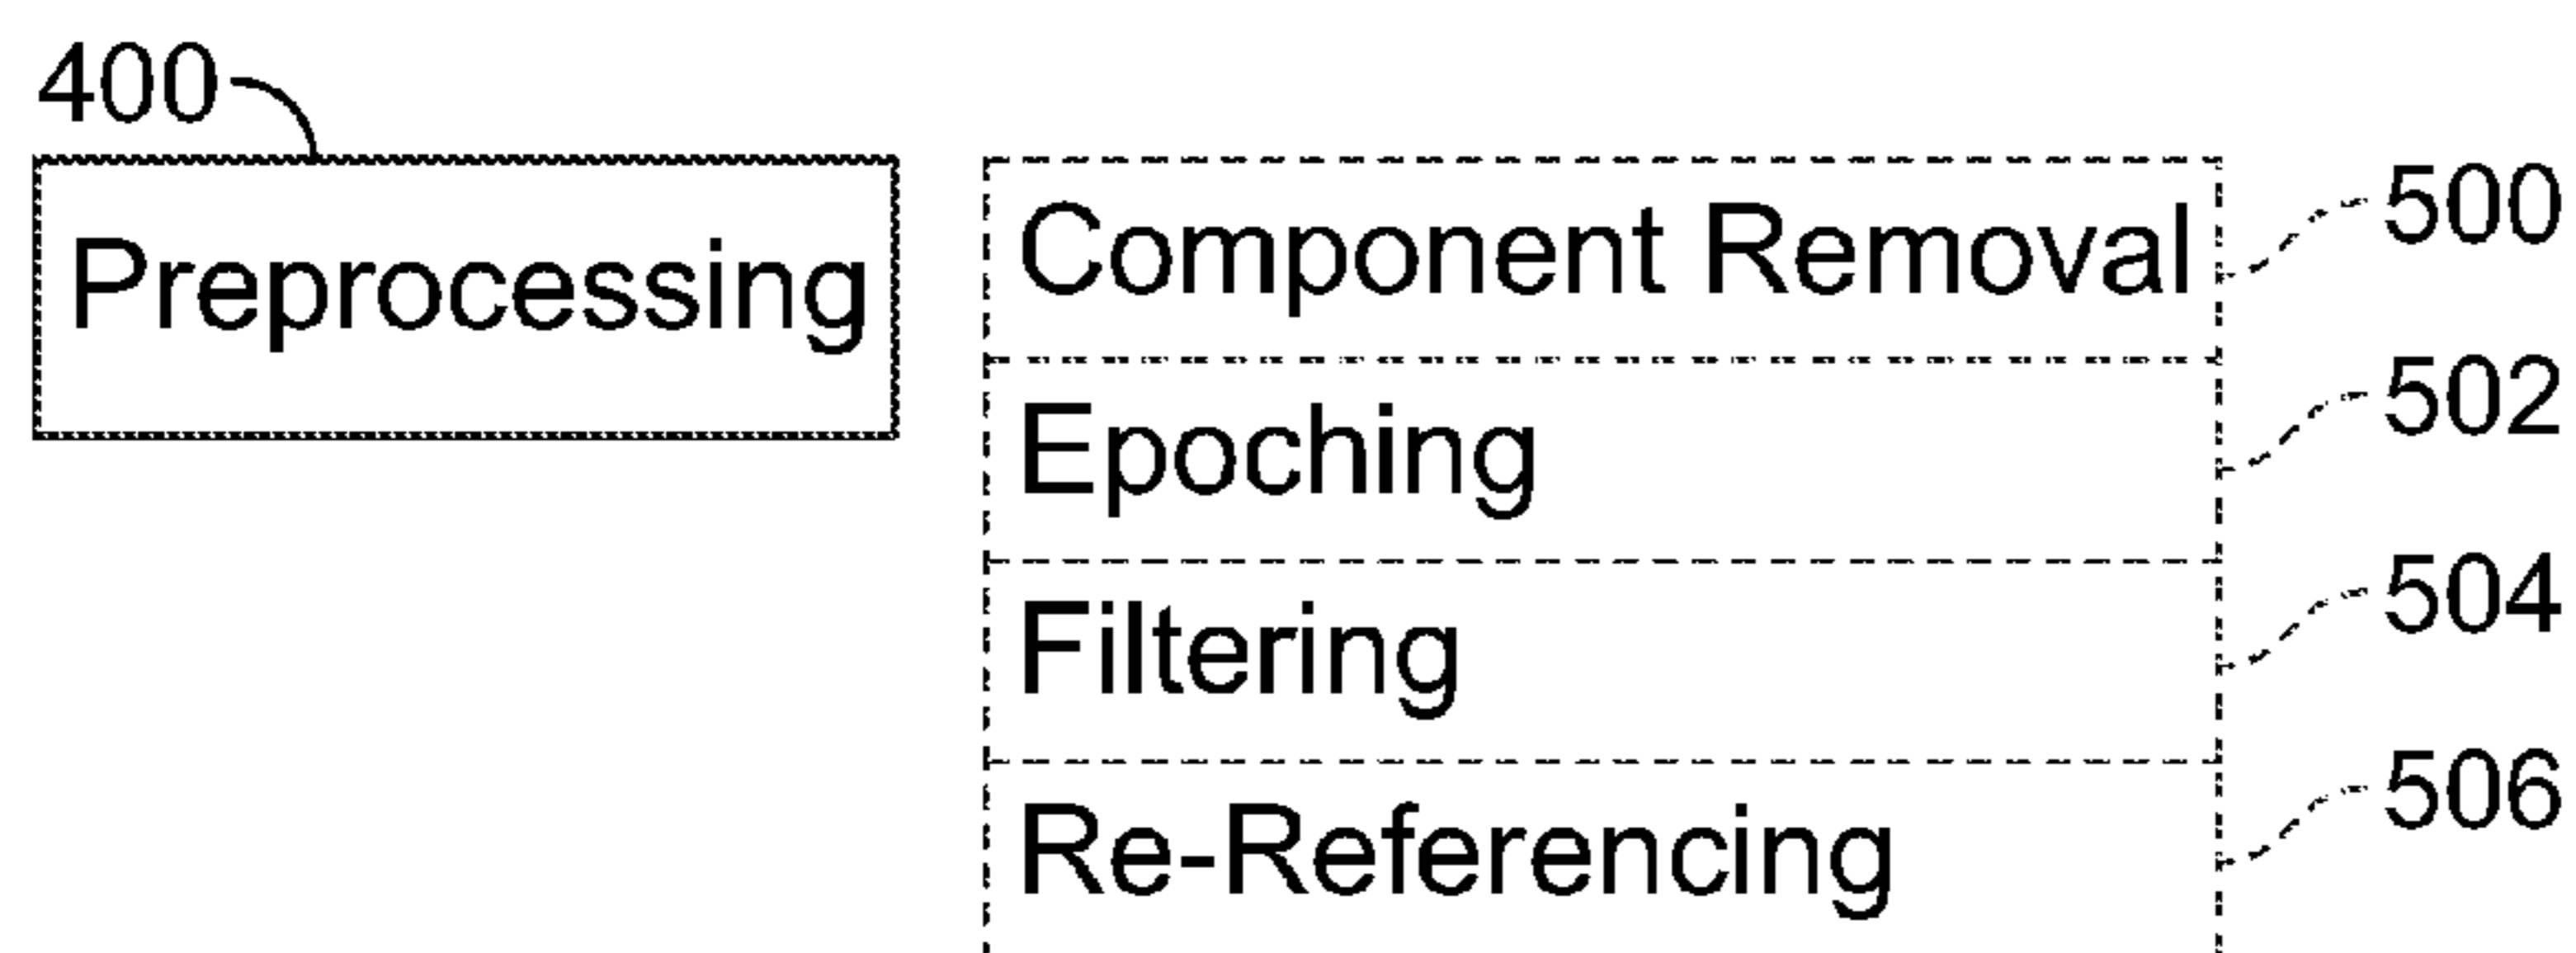 400
Preprocessing
Component Removal
500
Epoching
502
Filtering
504
Re-Referencing
506